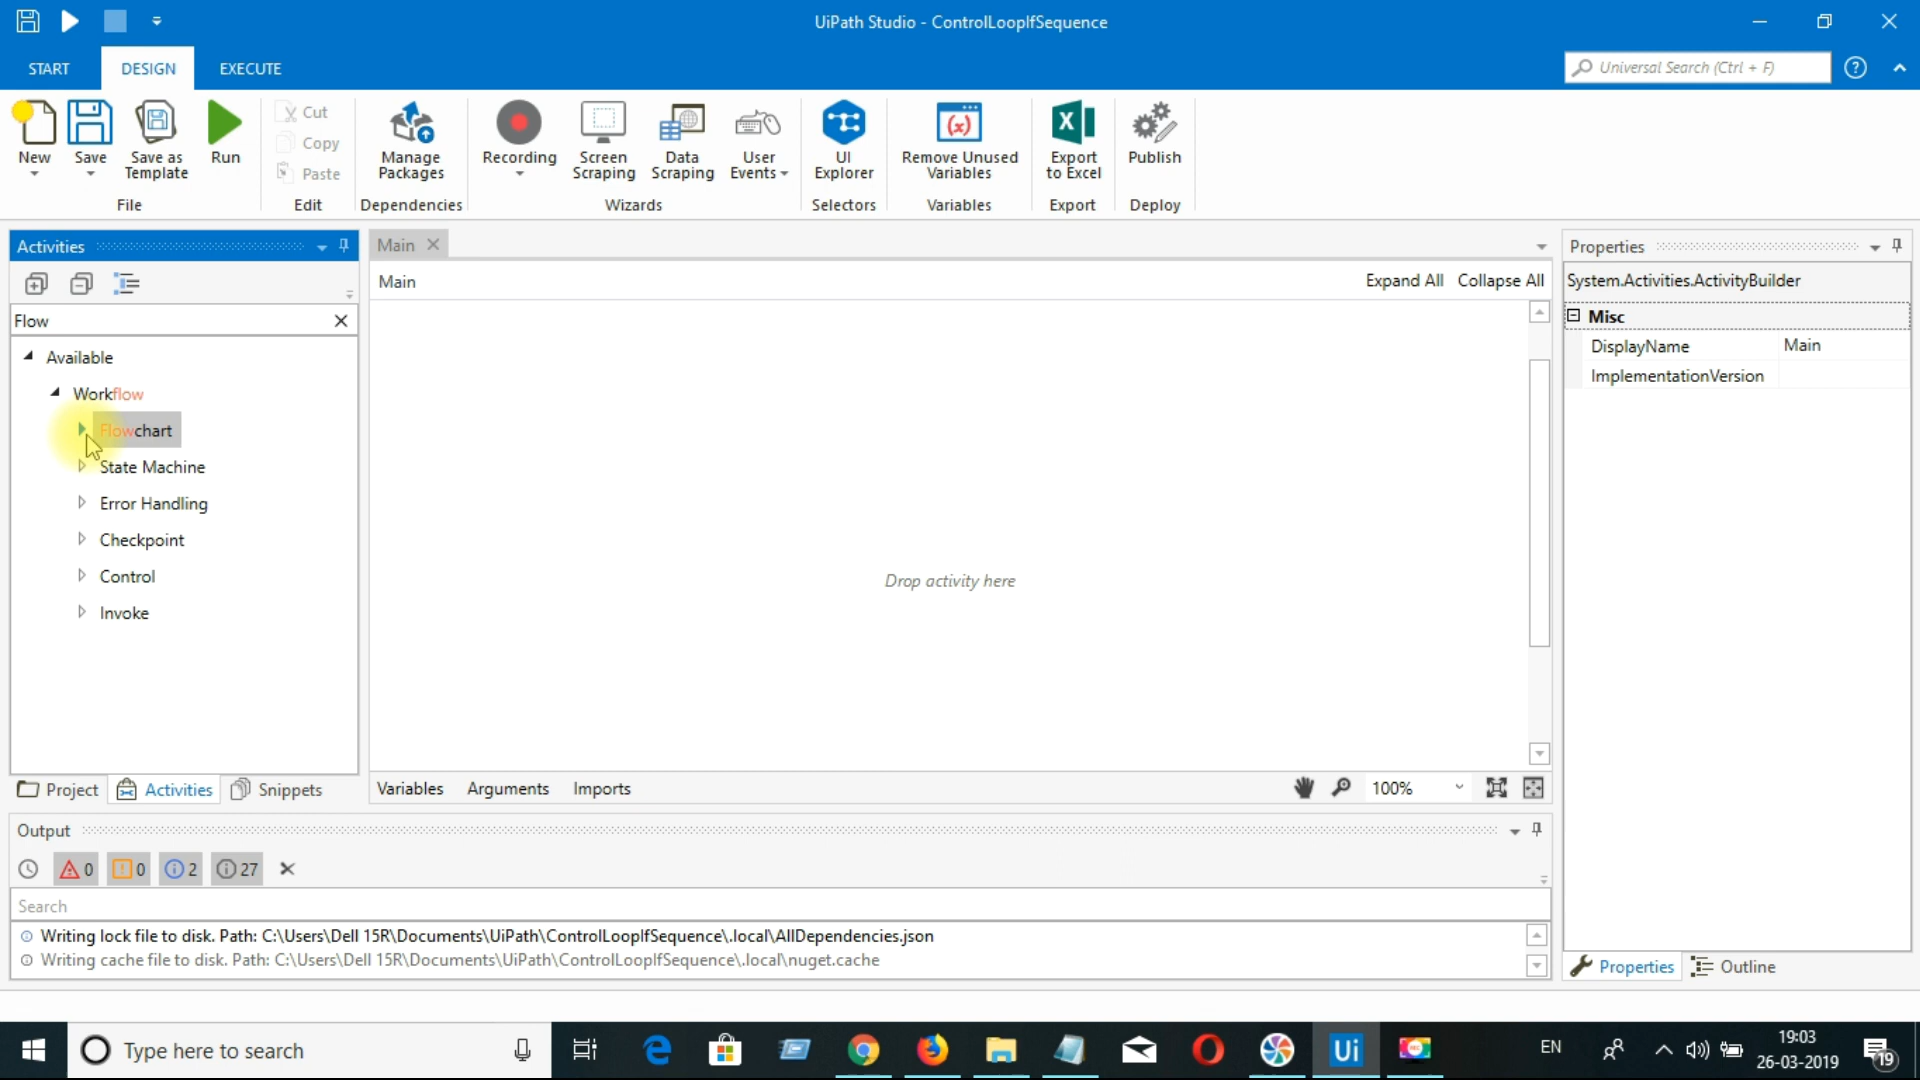 UiPath Studio - ControlLoopIfSequence
START
DESIGN
EXECUTE
Universal Search (Ctrl + F)
New
Save
Save as Template
Run
Cut
Copy
Paste
Manage Packages
Recording
Screen Scraping
Data Scraping
User Events
UI Explorer
Remove Unused Variables
Export to Excel
Publish
File
Edit
Dependencies
Wizards
Selectors
Variables
Export
Deploy
Activities
Main
Properties
Main
Expand All
Collapse All
System.Activities.ActivityBuilder
Flow
Misc
DisplayName
Main
ImplementationVersion
Available
Workflow
Flowchart
State Machine
Error Handling
Checkpoint
Control
Invoke
Drop activity here
Project
Activities
Snippets
Variables
Arguments
Imports
100%
Output
0
0
2
27
Search
Writing lock file to disk. Path: C:\Users\Dell 15R\Documents\UiPath\ControlLoopIfSequence\.local\AllDependencies.json
Writing cache file to disk. Path: C:\Users\Dell 15R\Documents\UiPath\ControlLoopIfSequence\.local\nuget.cache
Properties
Outline
Type here to search
Ui
EN
19:03
26-03-2019
19